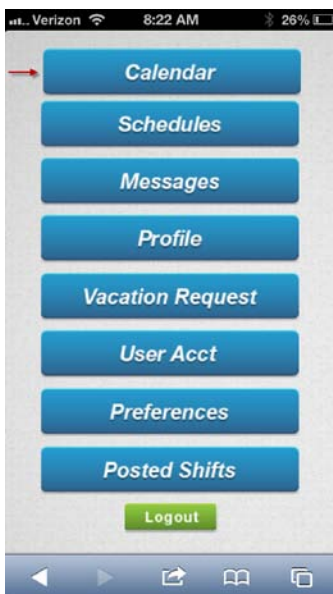 Verizon 8:22 AM 26%
Calendar
Schedules
Messages
Profile
Vacation Request
User Acct
Preferences
Posted Shifts
Logout